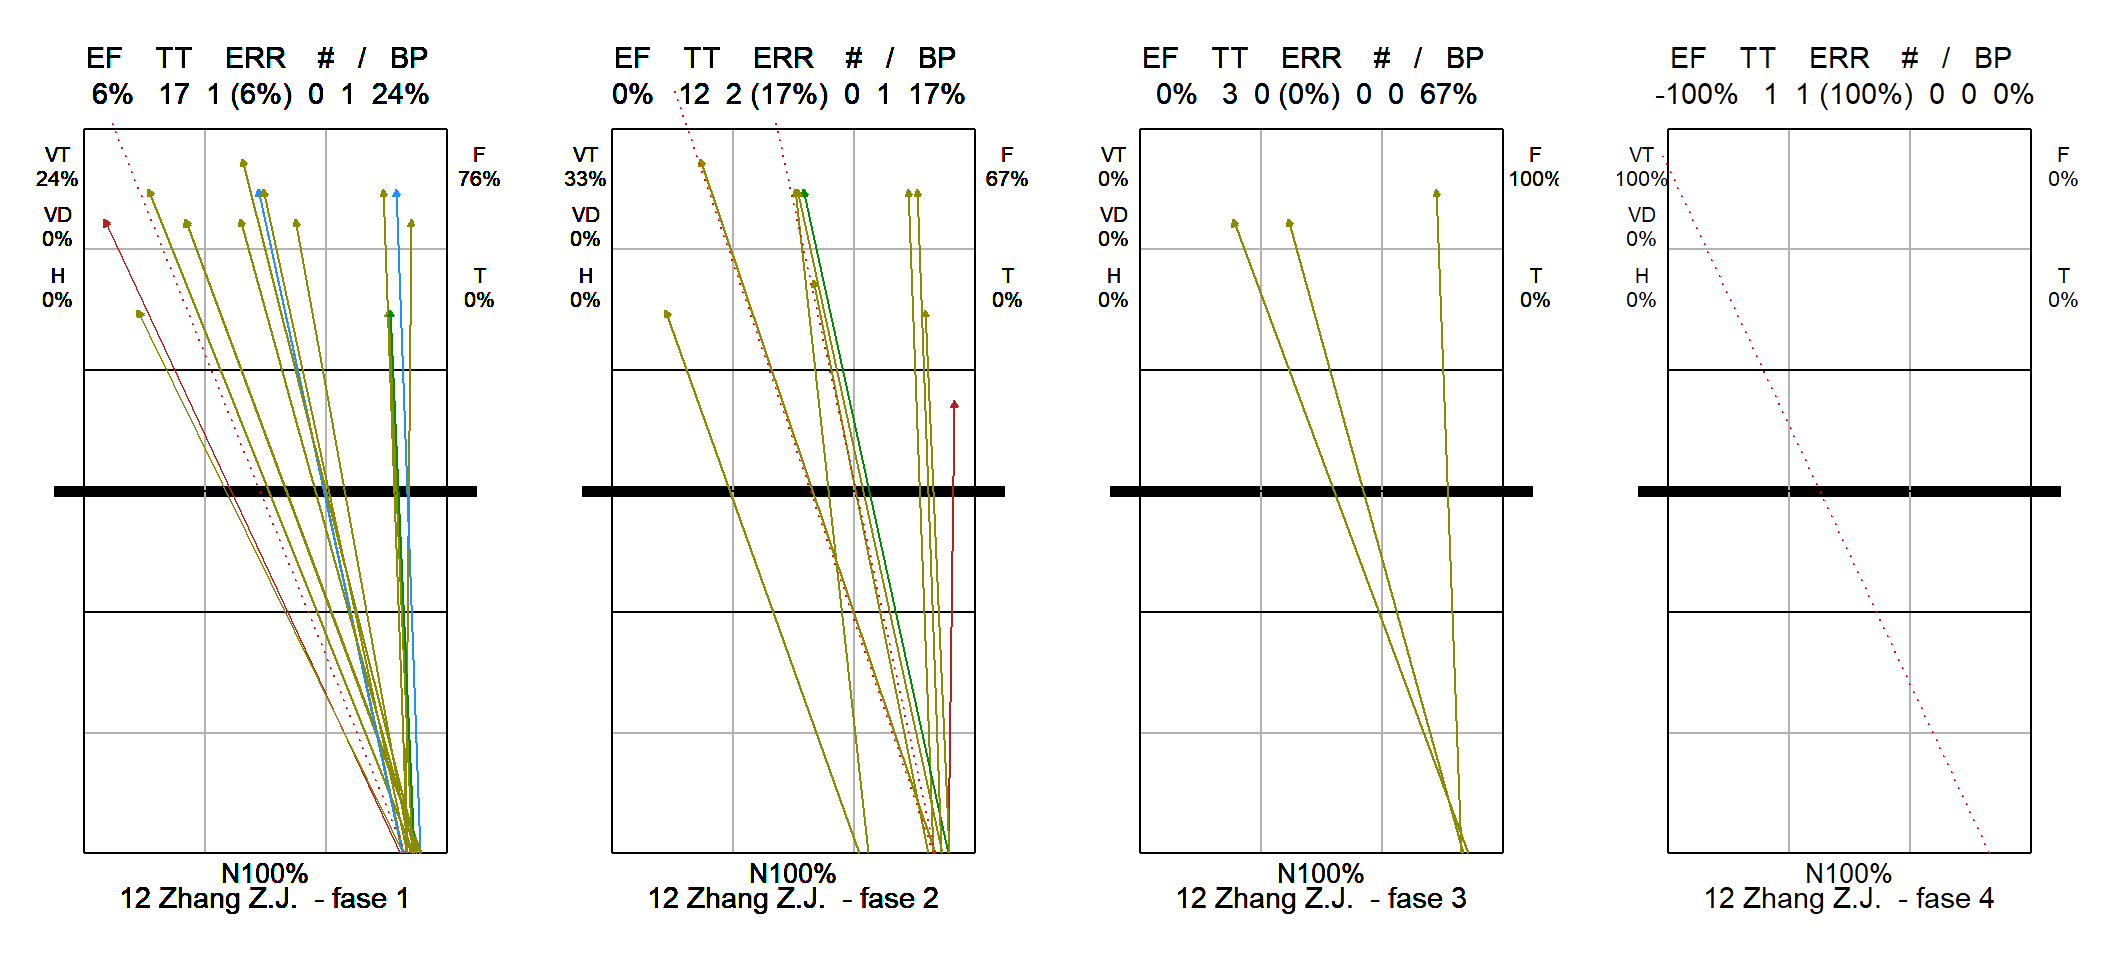 EF TT ERR # / BP
6% 17 1 (6%) 0 1 24%
VT
24%
F
76%
VD
0%
H
0%
T
0%
N100%
12 Zhang Z.J. - fase 1
EF TT ERR # / BP
0% 12 2 (17%) 0 1 17%
VT
33%
F
67%
VD
0%
H
0%
T
0%
N100%
12 Zhang Z.J. - fase 2
EF TT ERR # / BP
0% 3 0 (0%) 0 0 67%
VT
0%
F
100%
VD
0%
H
0%
T
0%
N100%
12 Zhang Z.J. - fase 3
EF TT ERR # / BP
-100% 1 1 (100%) 0 0 0%
VT
100%
F
0%
VD
0%
H
0%
T
0%
N100%
12 Zhang Z.J. - fase 4